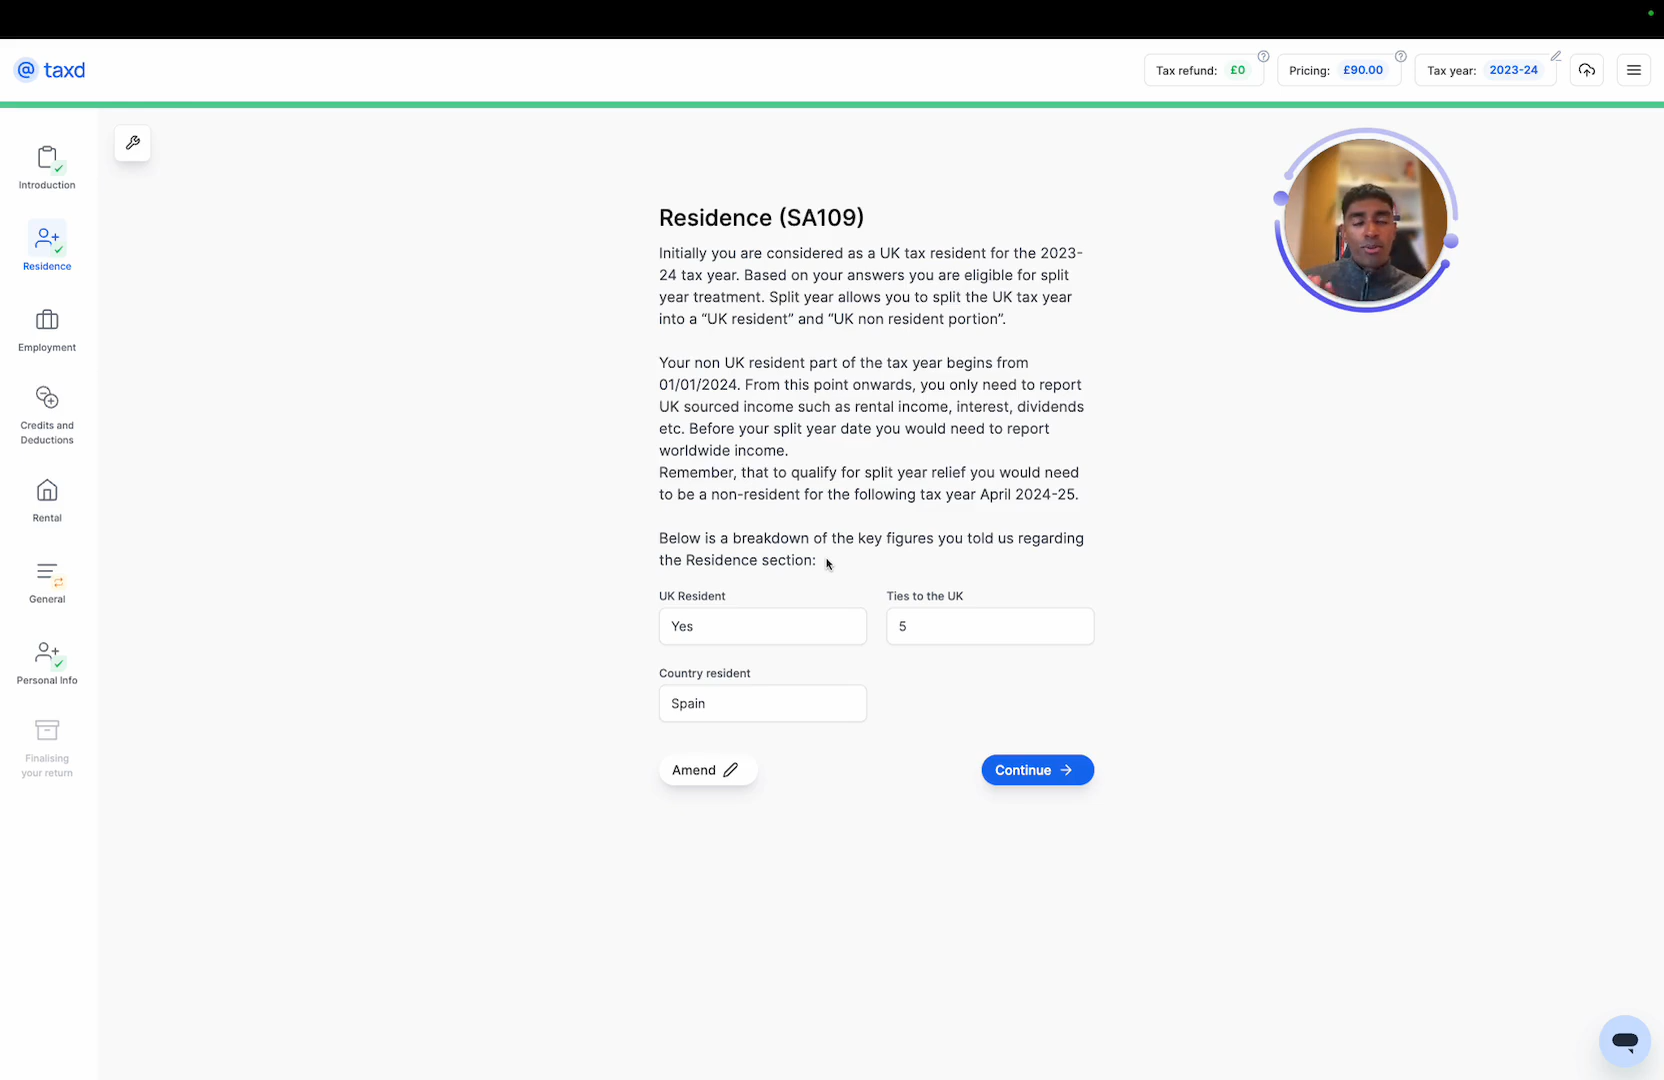 taxd
Tax refund: £0
Pricing: £90.00
Tax year: 2023-24
Introduction
Residence
Employment
Credits and
Deductions
Rental
General
Personal Info
Finalising
your return
Residence (SA109)
Initially you are considered as a UK tax resident for the 2023-
24 tax year. Based on your answers you are eligible for split
year treatment. Split year allows you to split the UK tax year
into a “UK resident” and “UK non resident portion”.
Your non UK resident part of the tax year begins from
01/01/2024. From this point onwards, you only need to report
UK sourced income such as rental income, interest, dividends
etc. Before your split year date you would need to report
worldwide income.
Remember, that to qualify for split year relief you would need
to be a non-resident for the following tax year April 2024-25.
Below is a breakdown of the key figures you told us regarding
the Residence section:
UK Resident
Yes
Ties to the UK
5
Country resident
Spain
Amend
Continue